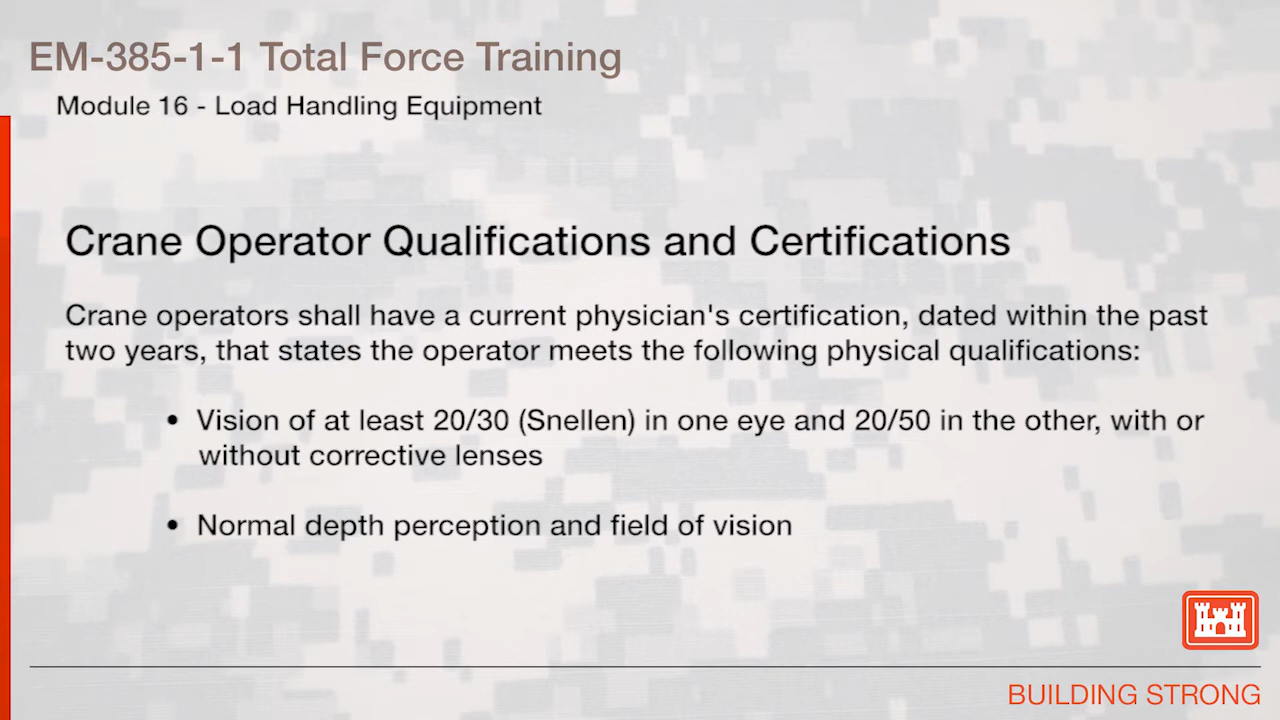 EM-385-1-1 Total Force Training
Module 16 - Load Handling Equipment
Crane Operator Qualifications and Certifications
Crane operators shall have a current physician's certification, dated within the past
two years, that states the operator meets the following physical qualifications:
• Vision of at least 20/30 (Snellen) in one eye and 20/50 in the other, with or
without corrective lenses
• Normal depth perception and field of vision
BUILDING STRONG